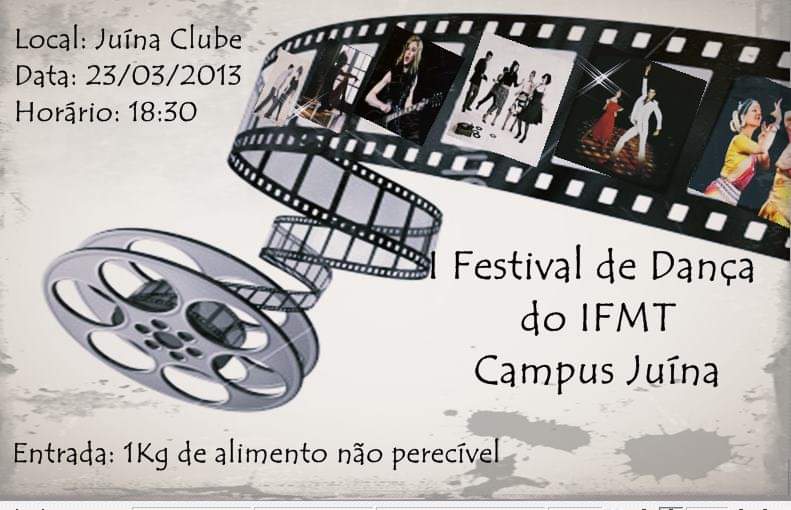 Local: Juína Clube
Data: 23/03/2013
Horário: 18:30
I Festival de Dança
do IFMT
Campus Juína
Entrada: 1Kg de alimento não perecível